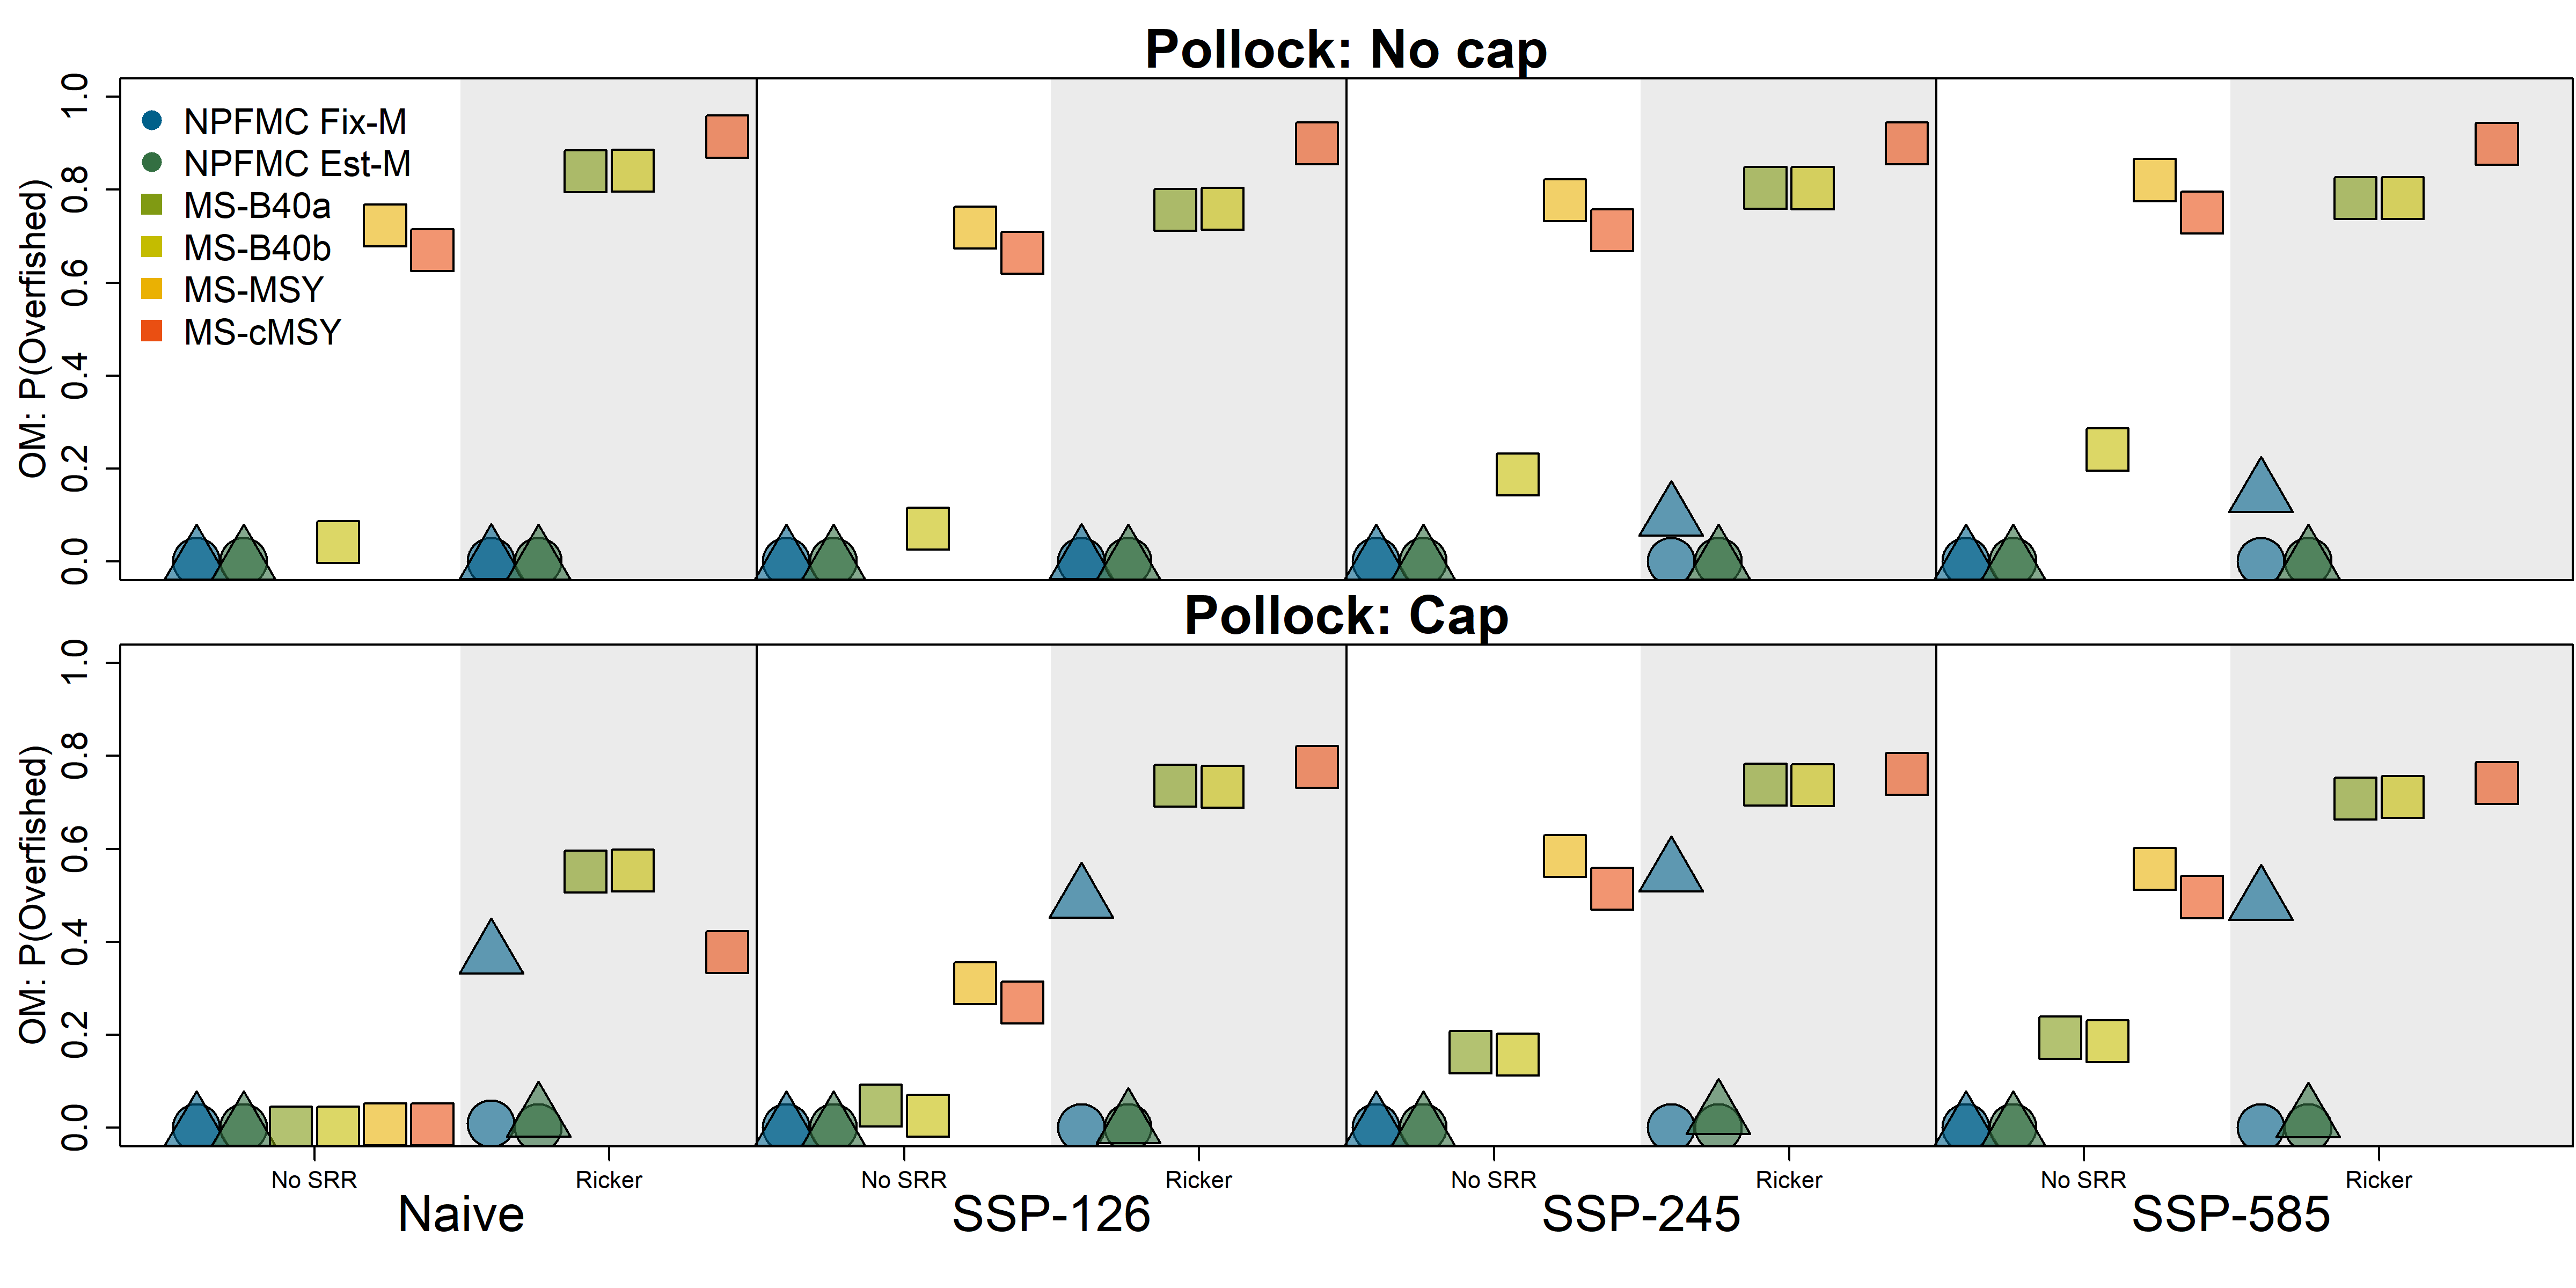 Pollock: No cap
OM: P(Overfished)
1.0
0.8
0.6
0.4
0.2
0.0
NPFMC Fix-M
NPFMC Est-M
MS-B40a
MS-B40b
MS-MSY
MS-cMSY
Pollock: Cap
OM: P(Overfished)
1.0
0.8
0.6
0.4
0.2
0.0
No SRR Ricker No SRR Ricker No SRR Ricker No SRR Ricker
Naive SSP-126 SSP-245 SSP-585